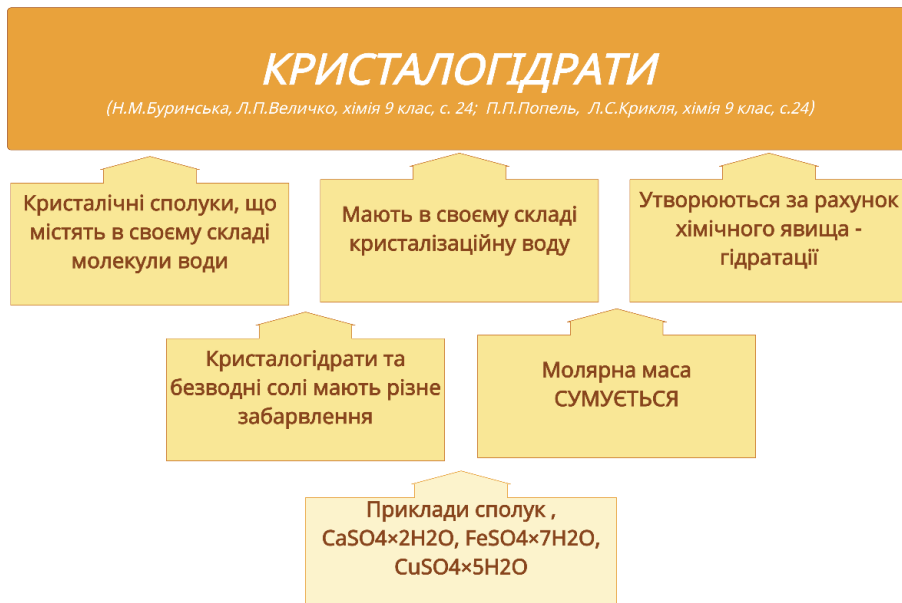 КРИСТАЛОГІДРАТИ
(Н.М.Буринська, Л.П.Величко, хімія 9 клас, с. 24; П.П.Попель, Л.С.Крикля, хімія 9 клас, с.24)
Кристалічні сполуки, що
містять в своєму складі
молекули води
Мають в своєму складі
кристалізаційну воду
Утворюються за рахунок
хімічного явища -
гідратації
Кристалогідрати та
безводні солі мають різне
забарвлення
Молярна маса
СУМУЄТЬСЯ
Приклади сполук ,
CaSO4×2H2O, FeSO4×7H2O,
CuSO4×5H2O